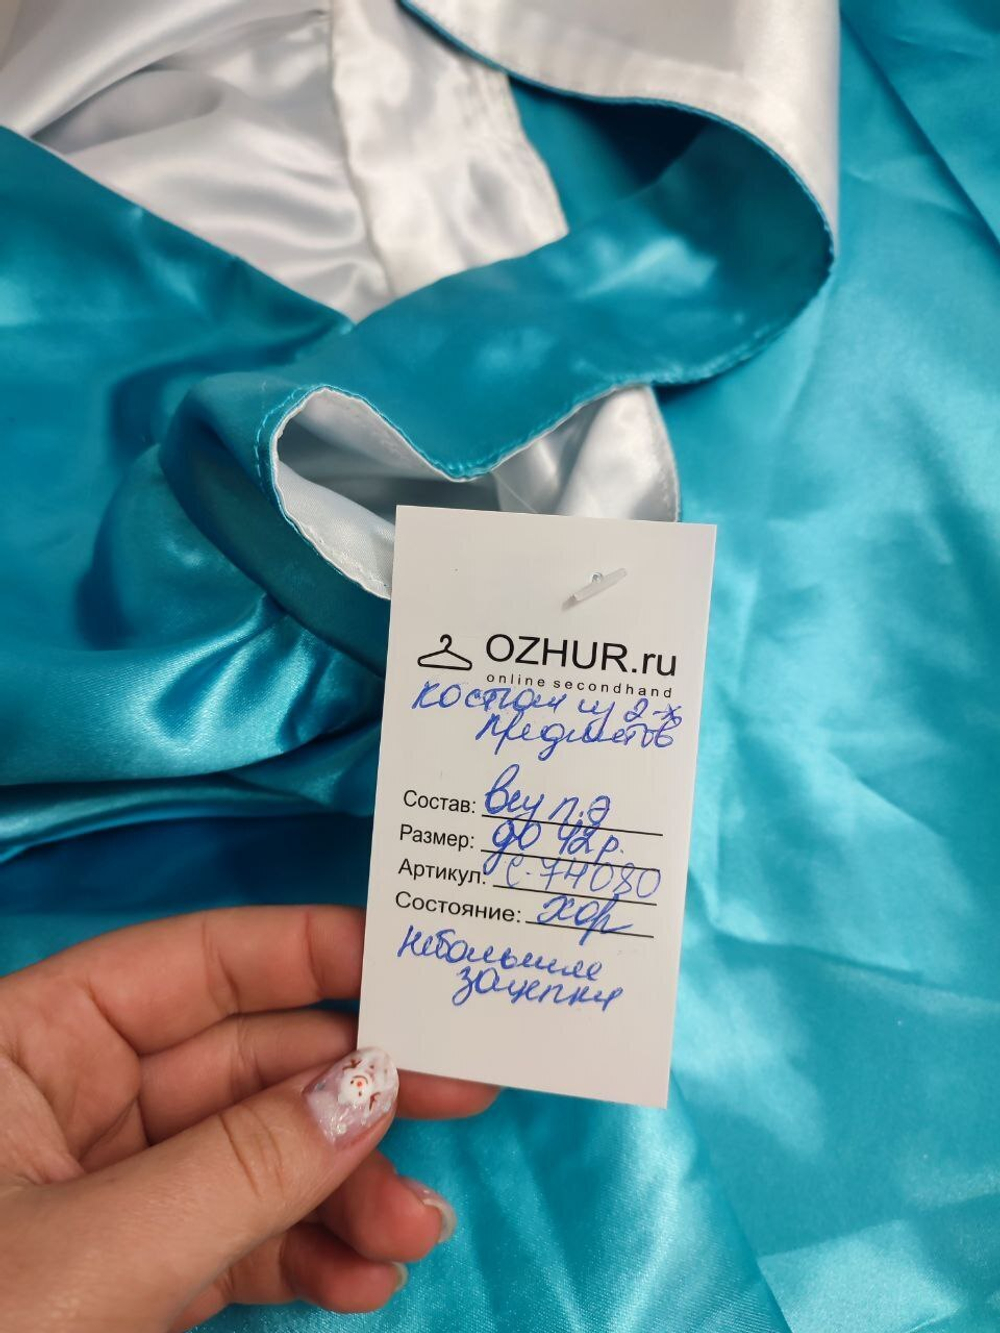 OZHUR.ru
online secondhand
Костюм из 2-х
предметов
Состав: п.э
Размер: до 42р.
Артикул: С-74080
Состояние: хор
небольшие
зацепки